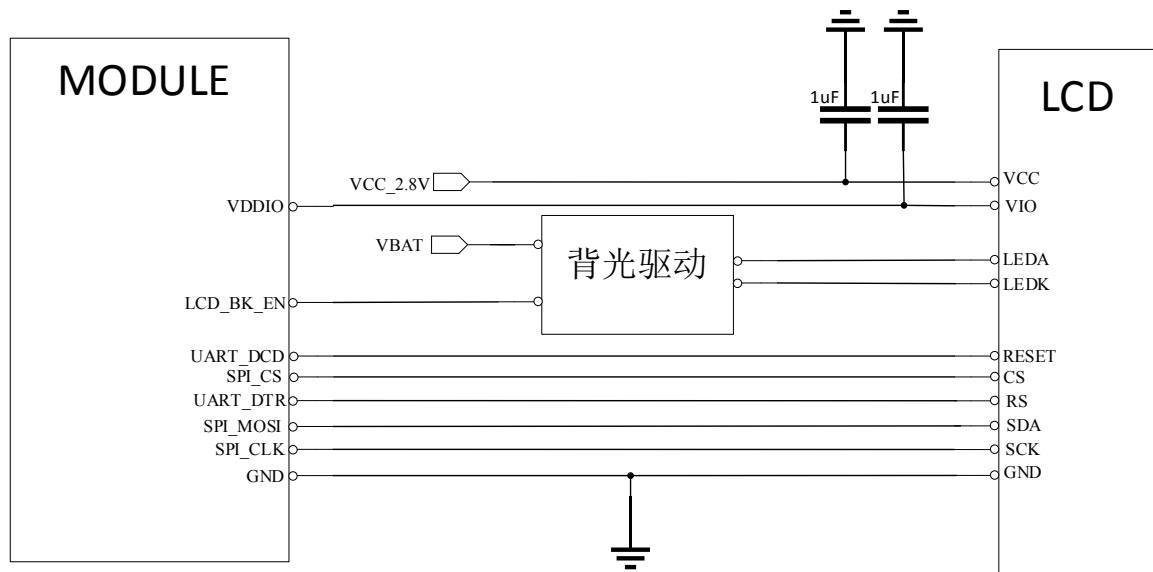 MODULE
LCD
1uF
1uF
VCC_2.8V
VCC
VDDIO
VIO
VBAT
背光驱动
LEDA
LEDK
LCD_BK_EN
UART_DCD
RESET
SPI_CS
CS
UART_DTR
RS
SPI_MOSI
SDA
SPI_CLK
SCK
GND
GND